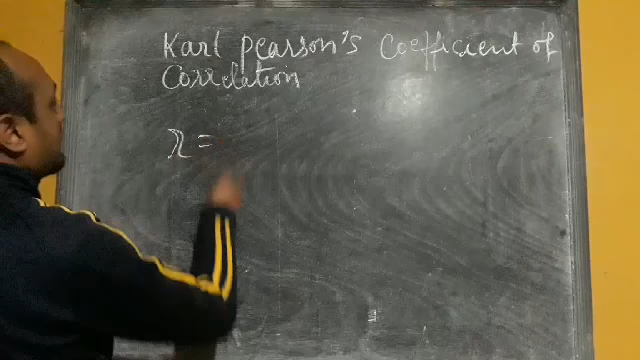 Karl Pearson's Coefficient of
Correlation
r =